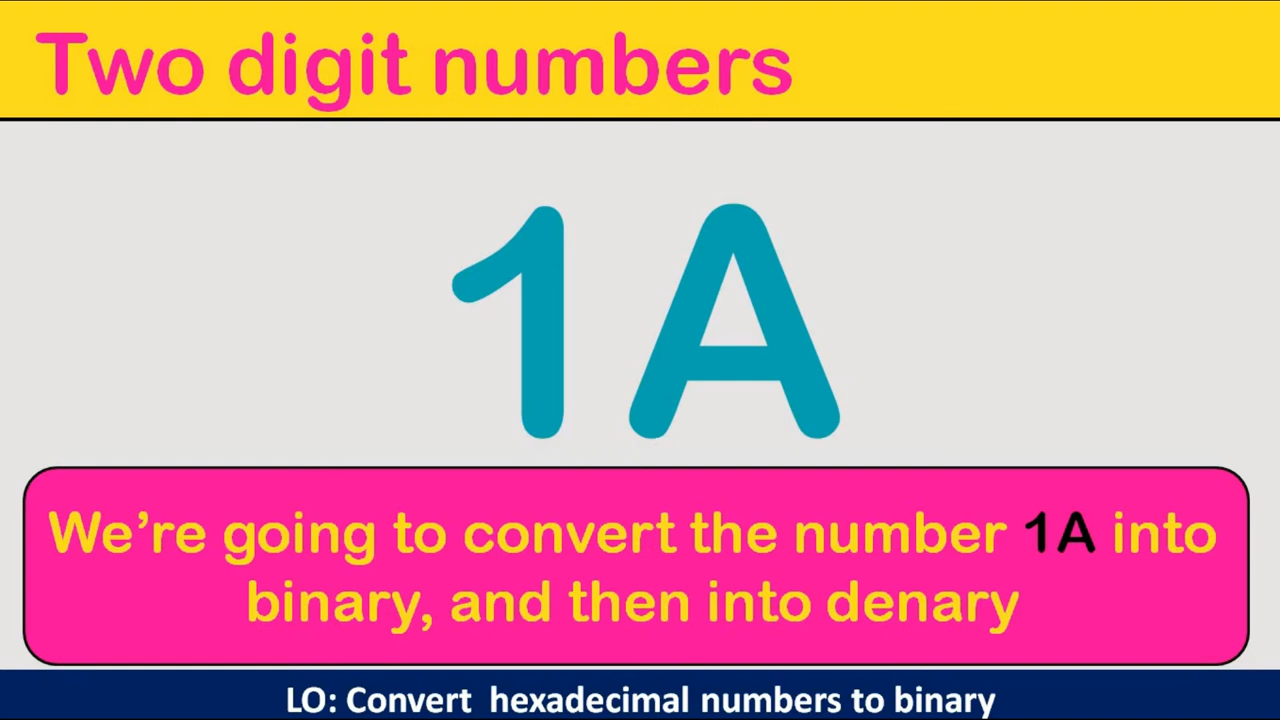 Two digit numbers
1A
We're going to convert the number 1A into
binary, and then into denary
LO: Convert  hexadecimal numbers to binary